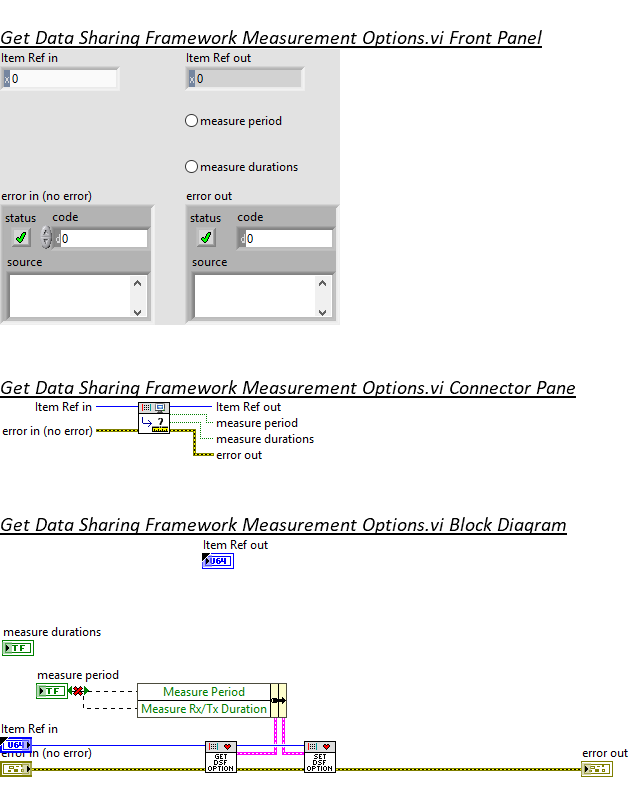 Get Data Sharing Framework Measurement Options.vi Front Panel
Item Ref in Item Ref out
x 0 x 0
measure period
measure durations
error in (no error) error out
status code status code
d 0 d 0
source source
Get Data Sharing Framework Measurement Options.vi Connector Pane
Item Ref in Item Ref out
? measure period
error in (no error) measure durations
error out
Get Data Sharing Framework Measurement Options.vi Block Diagram
Item Ref out
U64
measure durations
TF
measure period
TF Measure Period
Measure Rx/Tx Duration
Item Ref in
U64
error in (no error) error out
GET DSF OPTION SET DSF OPTION